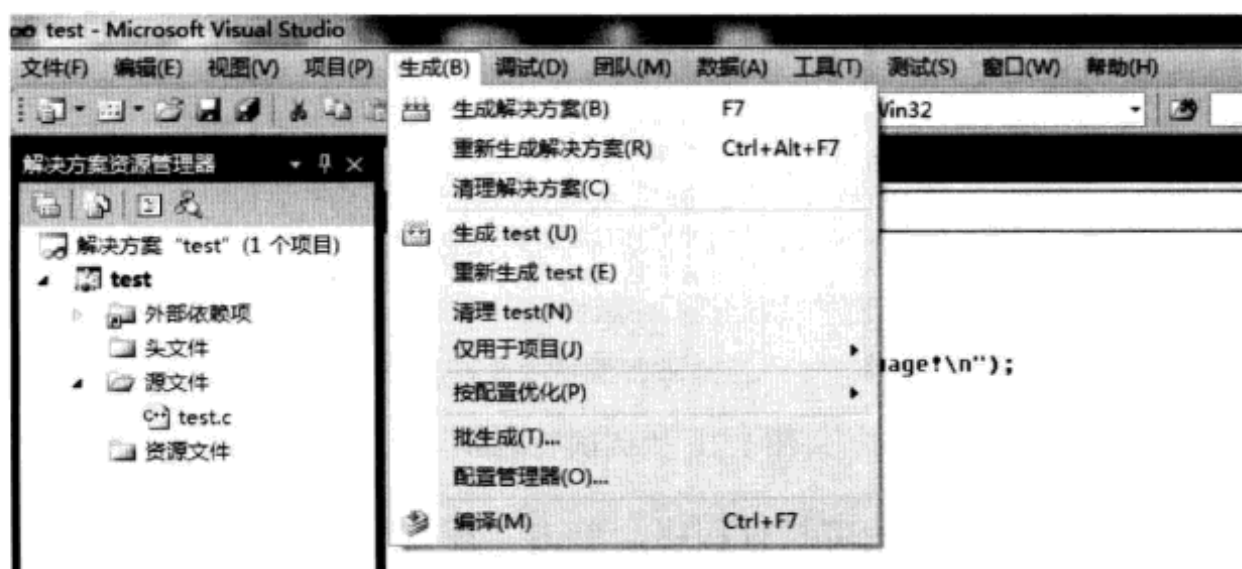 test - Microsoft Visual Studio
文件(F) 编辑(E) 视图(V) 项目(P) 生成(B) 调试(D) 团队(M) 数据(A) 工具(T) 测试(S) 窗口(W) 帮助(H)
Win32
解决方案资源管理器
解决方案 "test" (1 个项目)
test
外部依赖项
头文件
源文件
test.c
资源文件
生成解决方案(B) F7
重新生成解决方案(R) Ctrl+Alt+F7
清理解决方案(C)
生成 test (U)
重新生成 test (E)
清理 test(N)
仅用于项目(J)
按配置优化(P)
批生成(T)...
配置管理器(O)...
编译(M) Ctrl+F7
uage!\n");